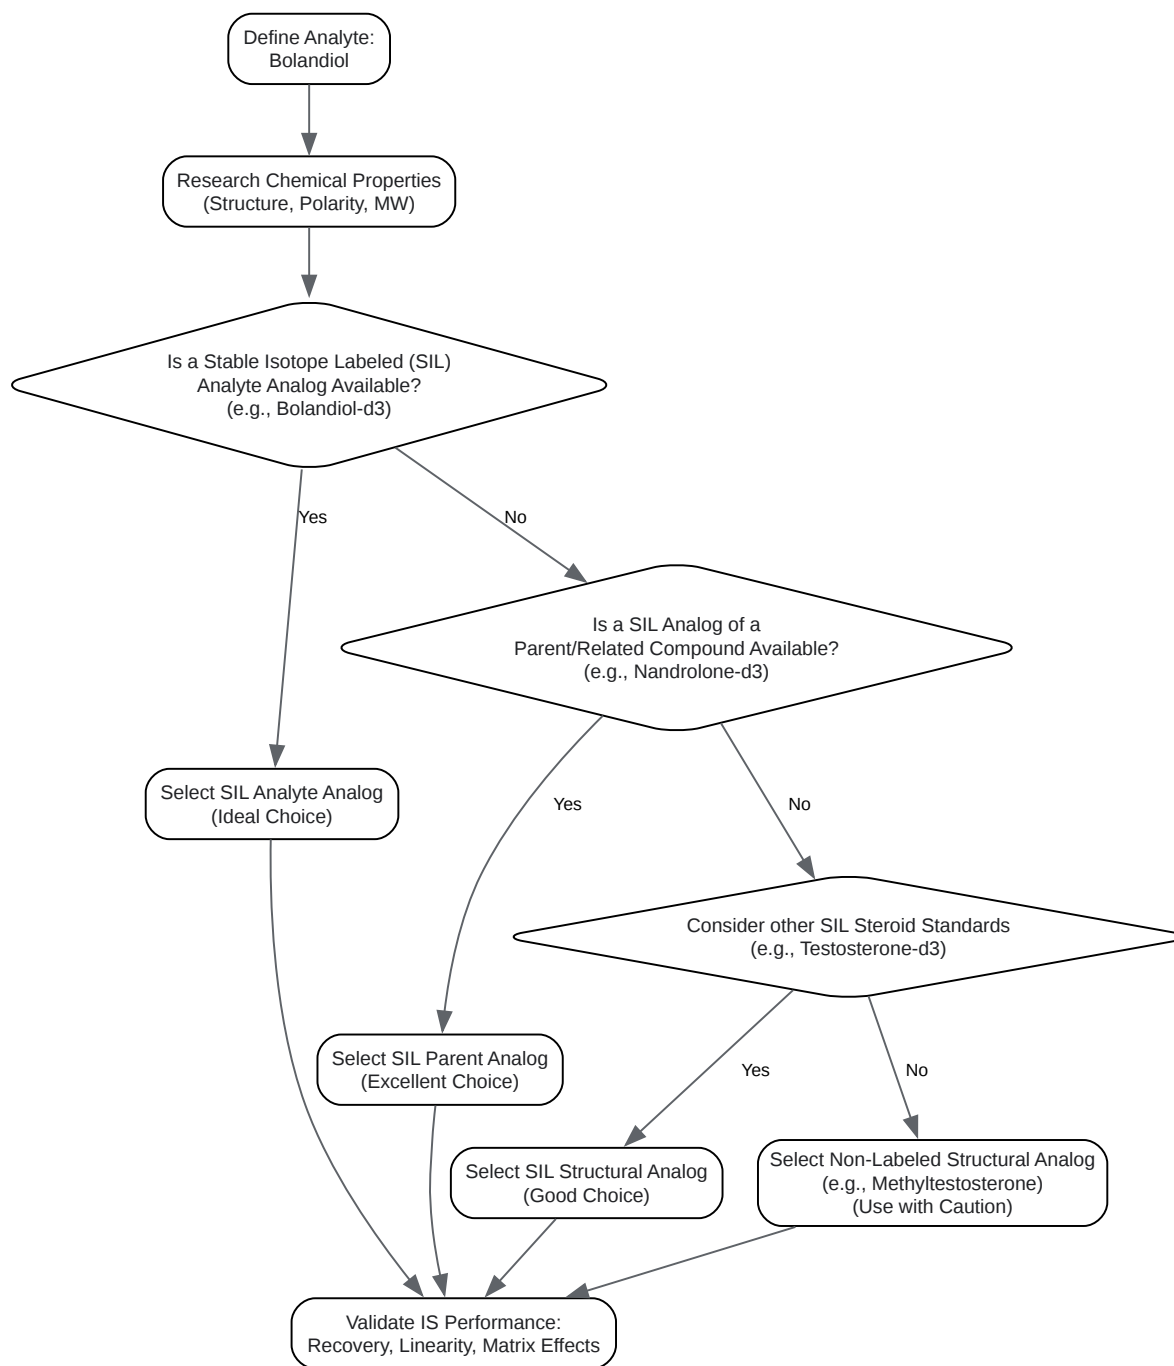 Define Analyte:
Bolandiol
Research Chemical Properties
(Structure, Polarity, MW)
Is a Stable Isotope Labeled (SIL)
Analyte Analog Available?
(e.g., Bolandiol-d3)
Yes
No
Is a SIL Analog of a
Parent/Related Compound Available?
(e.g., Nandrolone-d3)
Select SIL Analyte Analog
(Ideal Choice)
Yes
No
Consider other SIL Steroid Standards
(e.g., Testosterone-d3)
Select SIL Parent Analog
(Excellent Choice)
Yes
No
Select SIL Structural Analog
(Good Choice)
Select Non-Labeled Structural Analog
(e.g., Methyltestosterone)
(Use with Caution)
Validate IS Performance:
Recovery, Linearity, Matrix Effects